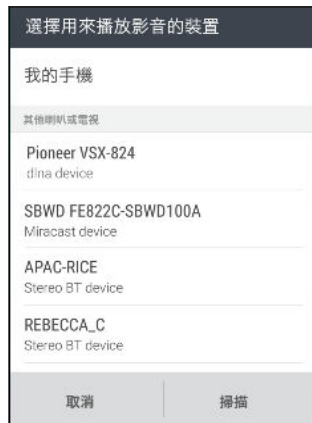 選擇用來播放影音的裝置
我的手機
其他喇叭或電視
Pioneer VSX-824
dlna device
SBWD FE822C-SBWD100A
Miracast device
APAC-RICE
Stereo BT device
REBECCA_C
Stereo BT device
取消 掃描